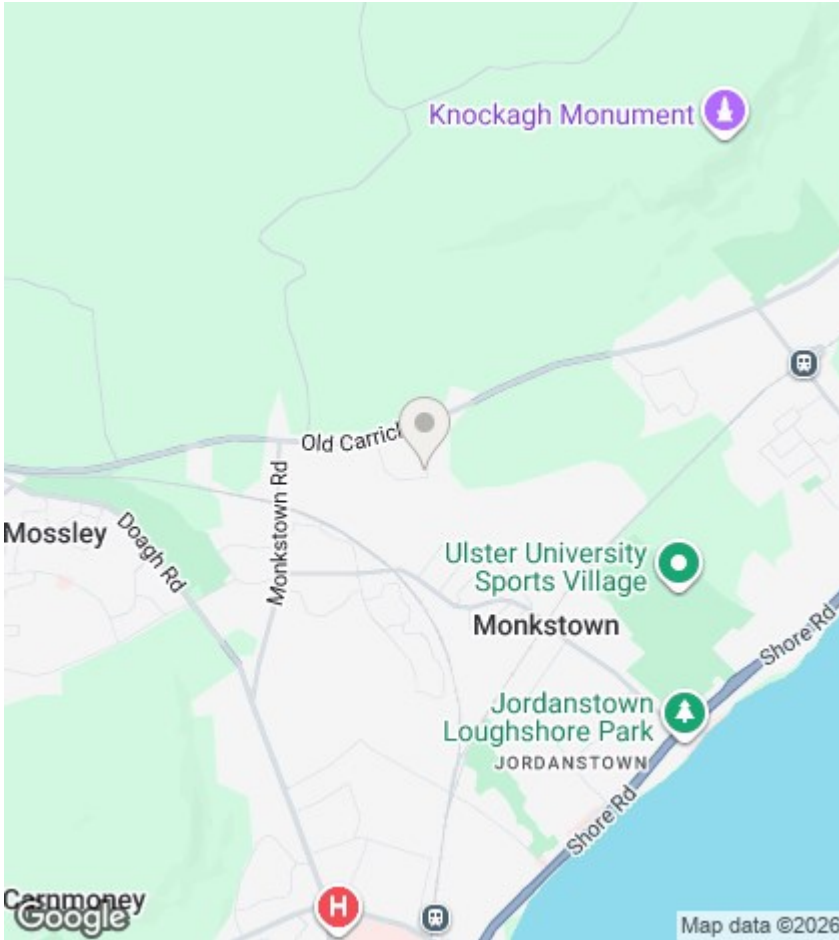 Knockagh Monument
Old Carrick
Monkstown Rd
Mossley
Doagh Rd
Ulster University
Sports Village
Monkstown
Shore Rd
Jordanstown
Loughshore Park
JORDANSTOWN
Shore Rd
Carnmoney
H
Google
Map data ©2026